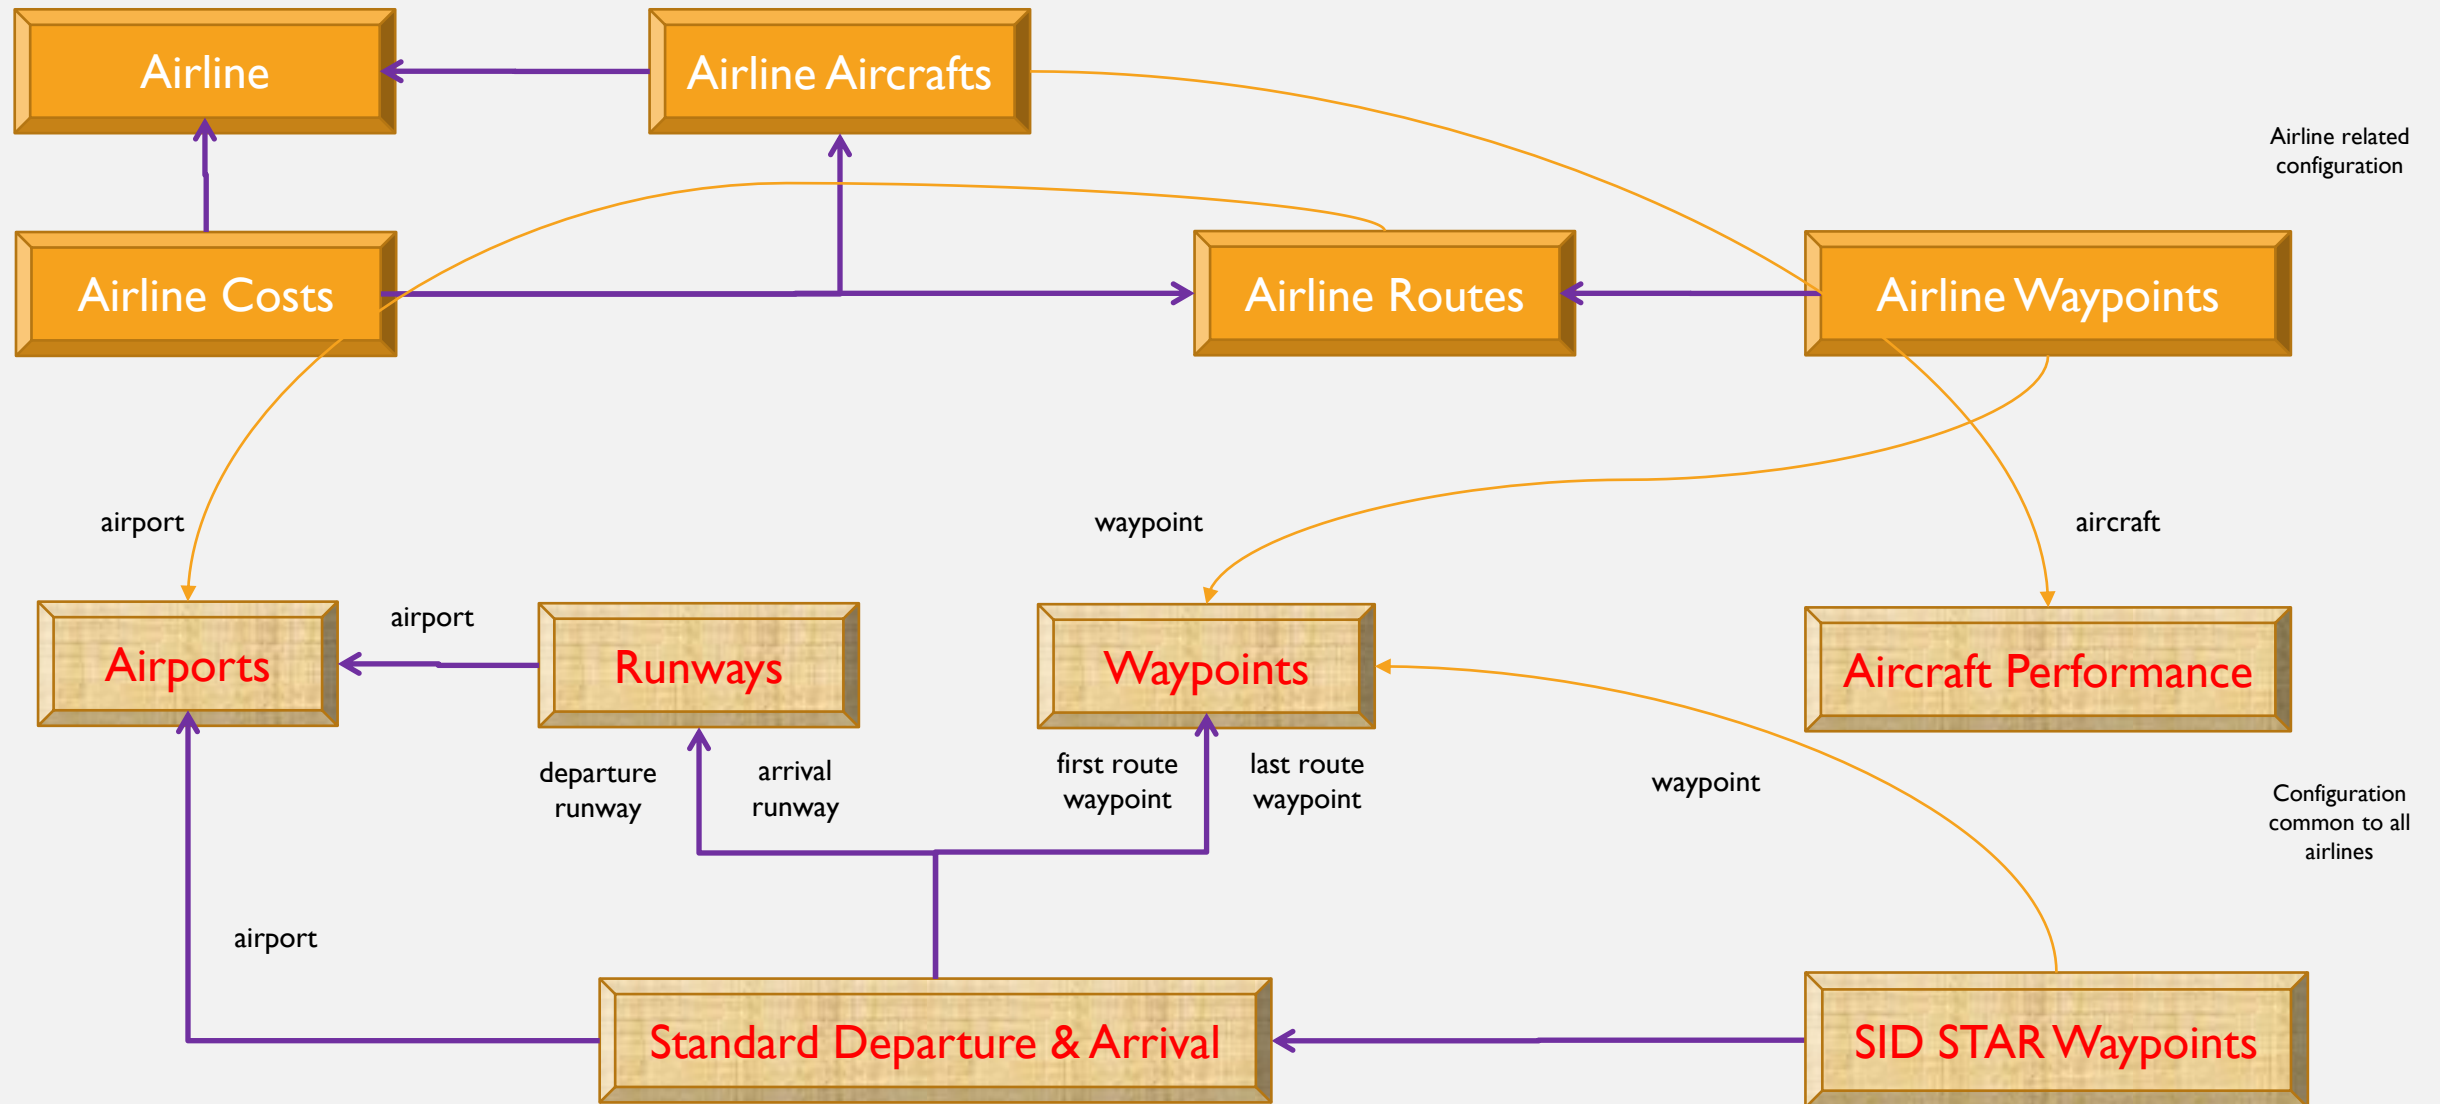 Airline
Airline Aircrafts
Airline related
configuration
Airline Costs
Airline Routes
Airline Waypoints
airport
waypoint
aircraft
airport
Airports
Runways
Waypoints
Aircraft Performance
departure
runway
arrival
runway
first route
waypoint
last route
waypoint
waypoint
Configuration
common to all
airlines
airport
Standard Departure & Arrival
SID STAR Waypoints